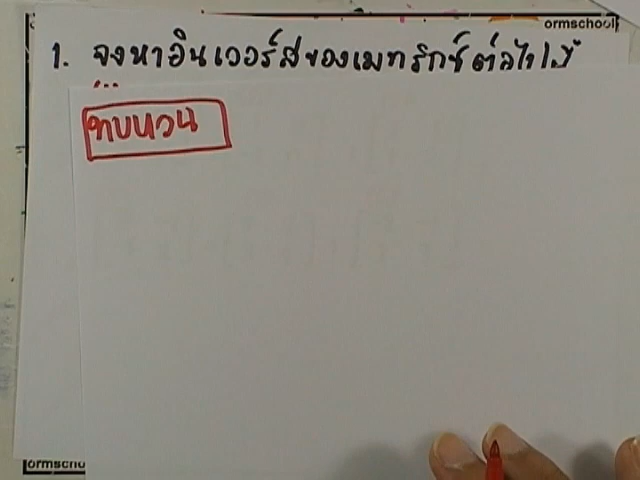 ormschool
1. จงหาอินเวอร์สของเมทริกซ์ต่อไปนี้
ทบทวน
ormscho